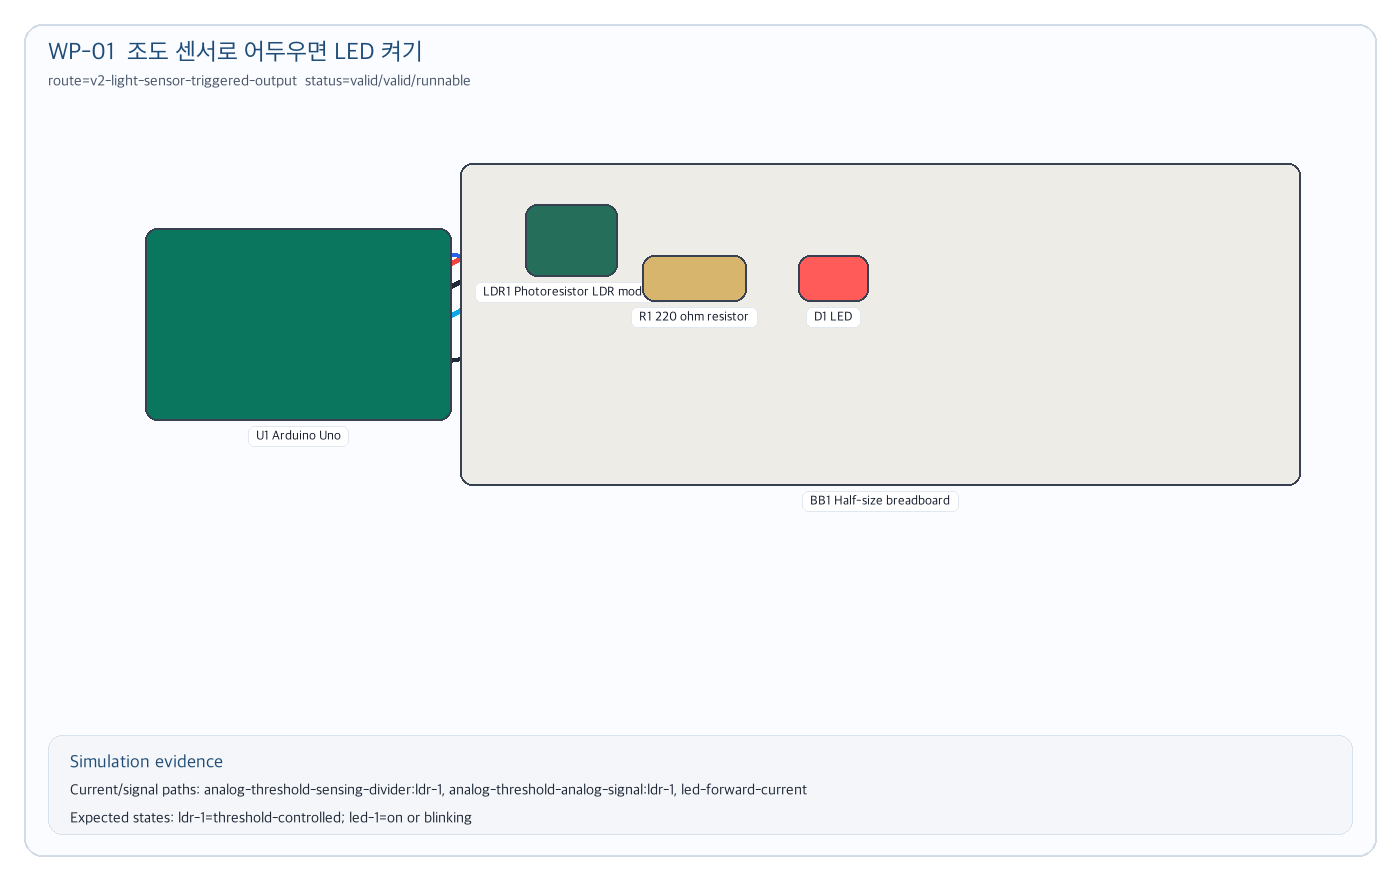 WP-01 조도 센서로 어두우면 LED 켜기
route=v2-light-sensor-triggered-output status=valid/valid/runnable
LDR1 Photoresistor LDR mod
R1 220 ohm resistor
D1 LED
U1 Arduino Uno
BB1 Half-size breadboard
Simulation evidence
Current/signal paths: analog-threshold-sensing-divider:ldr-1, analog-threshold-analog-signal:ldr-1, led-forward-current
Expected states: ldr-1=threshold-controlled; led-1=on or blinking